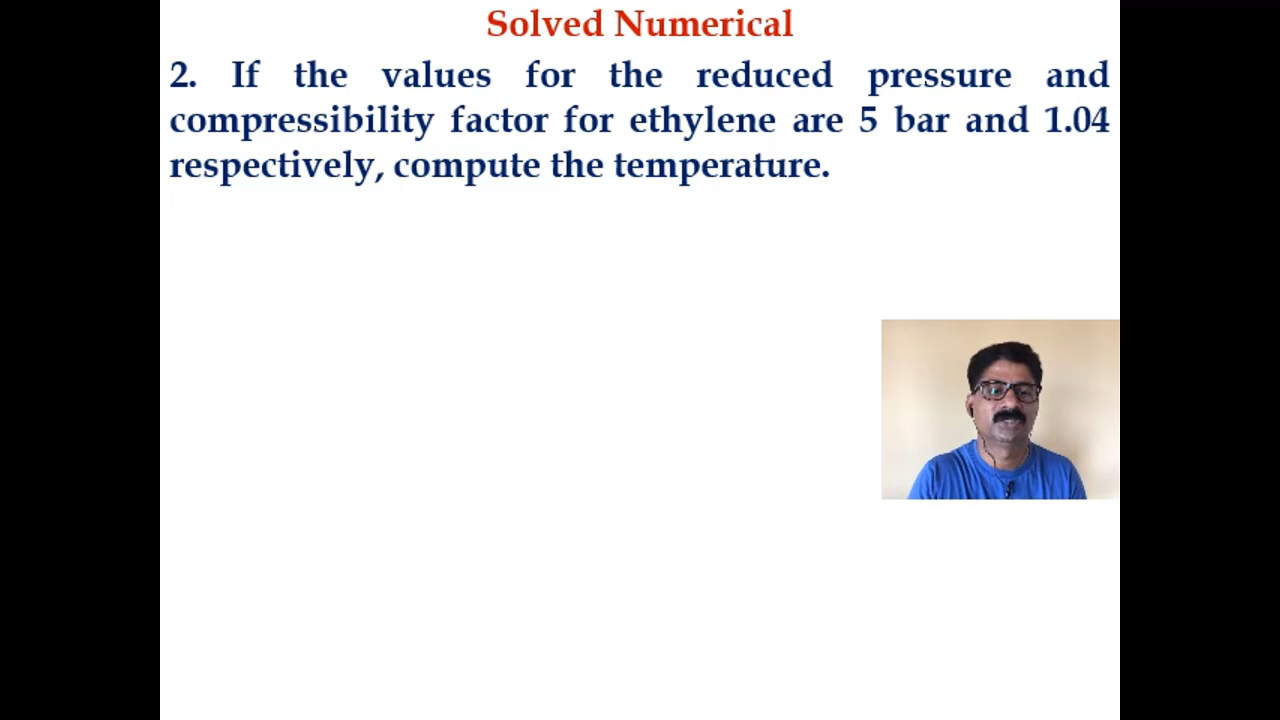 Solved Numerical
2. If the values for the reduced pressure and
compressibility factor for ethylene are 5 bar and 1.04
respectively, compute the temperature.